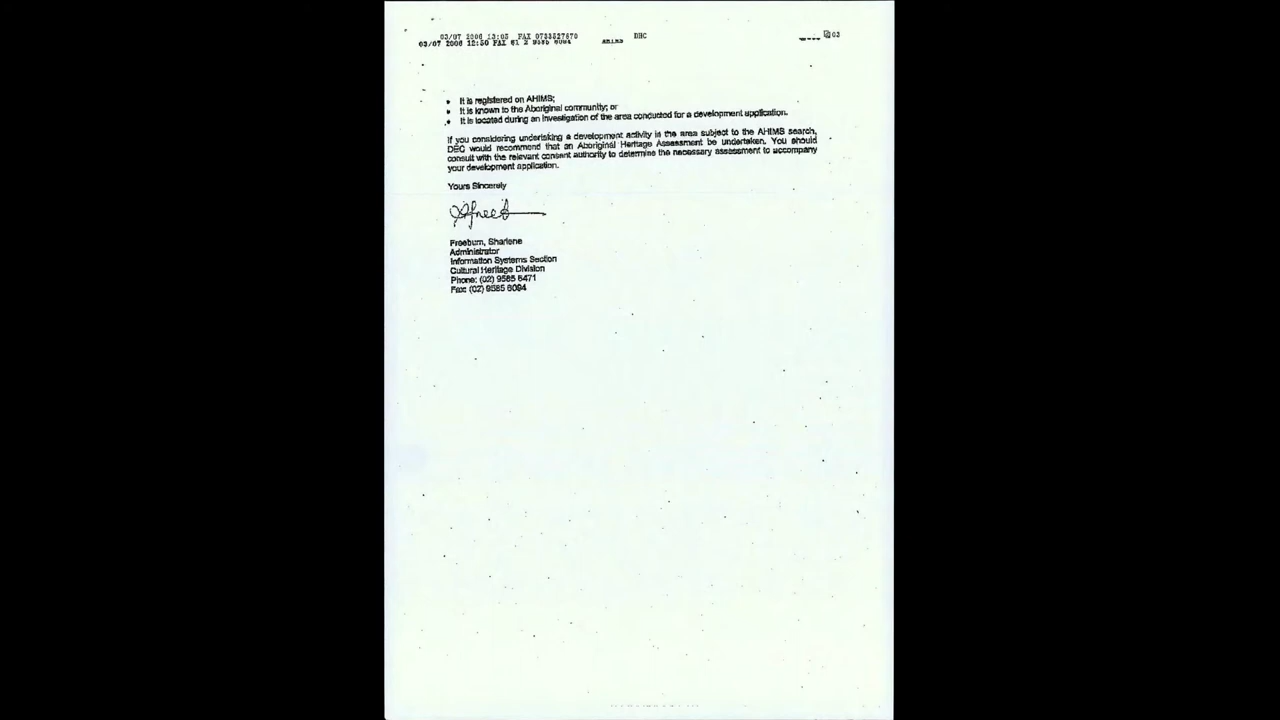 03/07 2006 13:05 FAX 0733527670 DHC 03
03/07 2006 12:50 FAX 61 2 9585 6094 AHIMS
• It is registered on AHIMS;
• It is known to the Aboriginal community; or
• It is located during an investigation of the area conducted for a development application.
If you considering undertaking a development activity in the area subject to the AHIMS search,
DEC would recommend that an Aboriginal Heritage Assessment be undertaken. You should
consult with the relevant consent authority to determine the necessary assessment to accompany
your development application.
Yours Sincerely
Freeburn, Sharlene
Administrator
Information Systems Section
Cultural Heritage Division
Phone: (02) 9585 6471
Fax: (02) 9585 6094